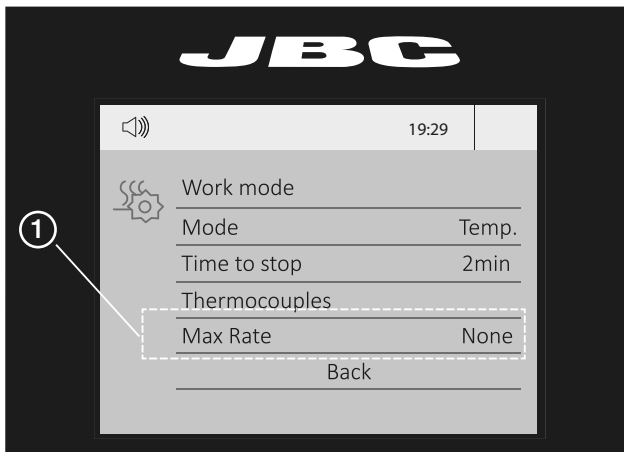 JBC
19:29
Work mode
Mode Temp.
Time to stop 2min
Thermocouples
1
Max Rate None
Back